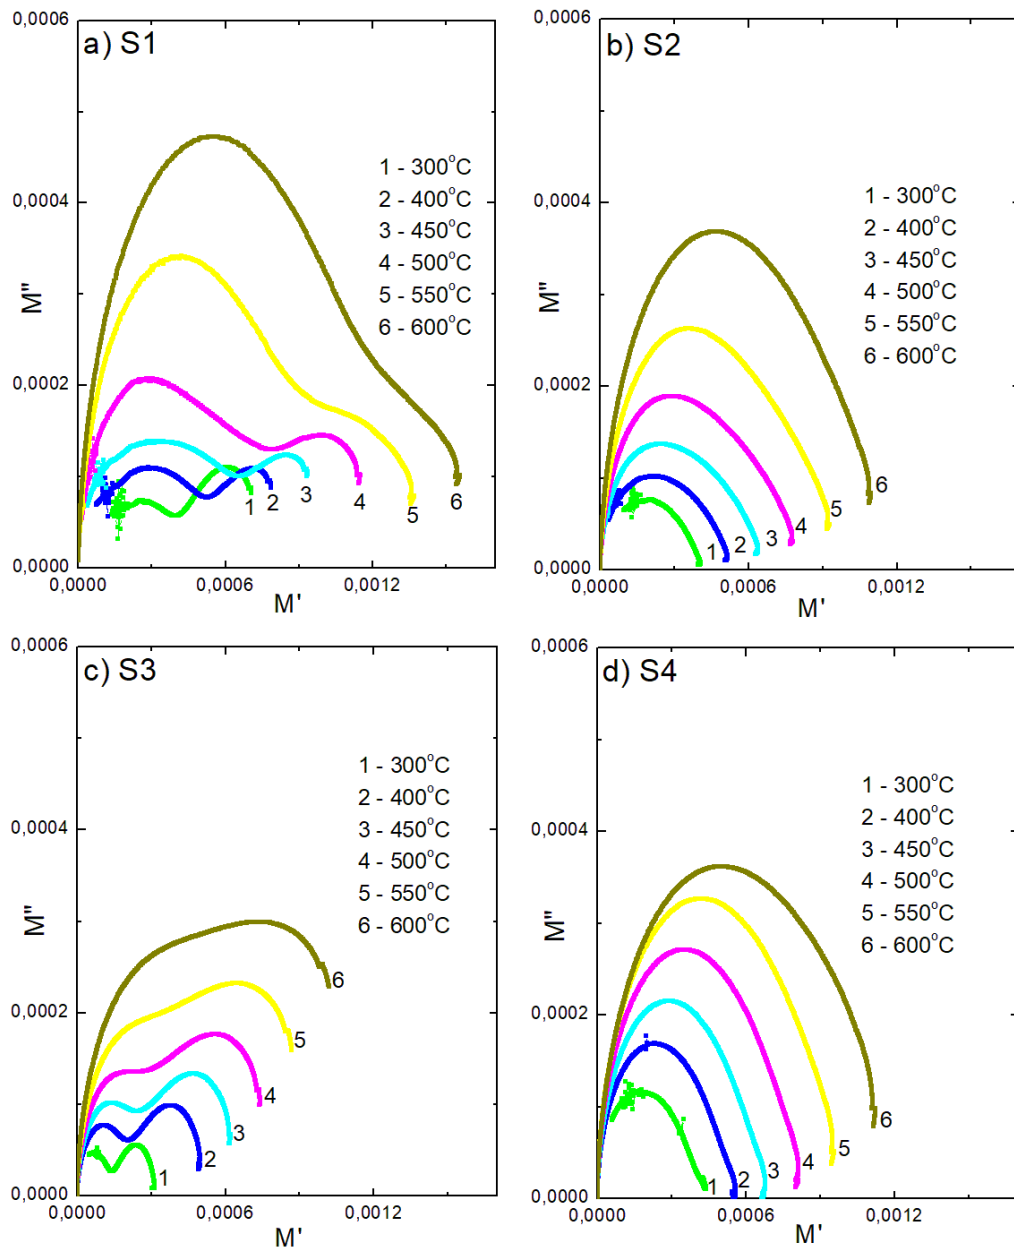 a) S1
0,0006
0,0004
0,0002
0,0000
M"
1 - 300°C
2 - 400°C
3 - 450°C
4 - 500°C
5 - 550°C
6 - 600°C
1
2
3
4
5
6
0,0000
0,0006
0,0012
M'
b) S2
0,0006
0,0004
0,0002
0,0000
M"
1 - 300°C
2 - 400°C
3 - 450°C
4 - 500°C
5 - 550°C
6 - 600°C
1
2
3
4
5
6
0,0000
0,0006
0,0012
M'
c) S3
0,0006
0,0004
0,0002
0,0000
M"
1 - 300°C
2 - 400°C
3 - 450°C
4 - 500°C
5 - 550°C
6 - 600°C
1
2
3
4
5
6
0,0000
0,0006
0,0012
M'
d) S4
0,0006
0,0004
0,0002
0,0000
M"
1 - 300°C
2 - 400°C
3 - 450°C
4 - 500°C
5 - 550°C
6 - 600°C
1
2
3
4
5
6
0,0000
0,0006
0,0012
M'